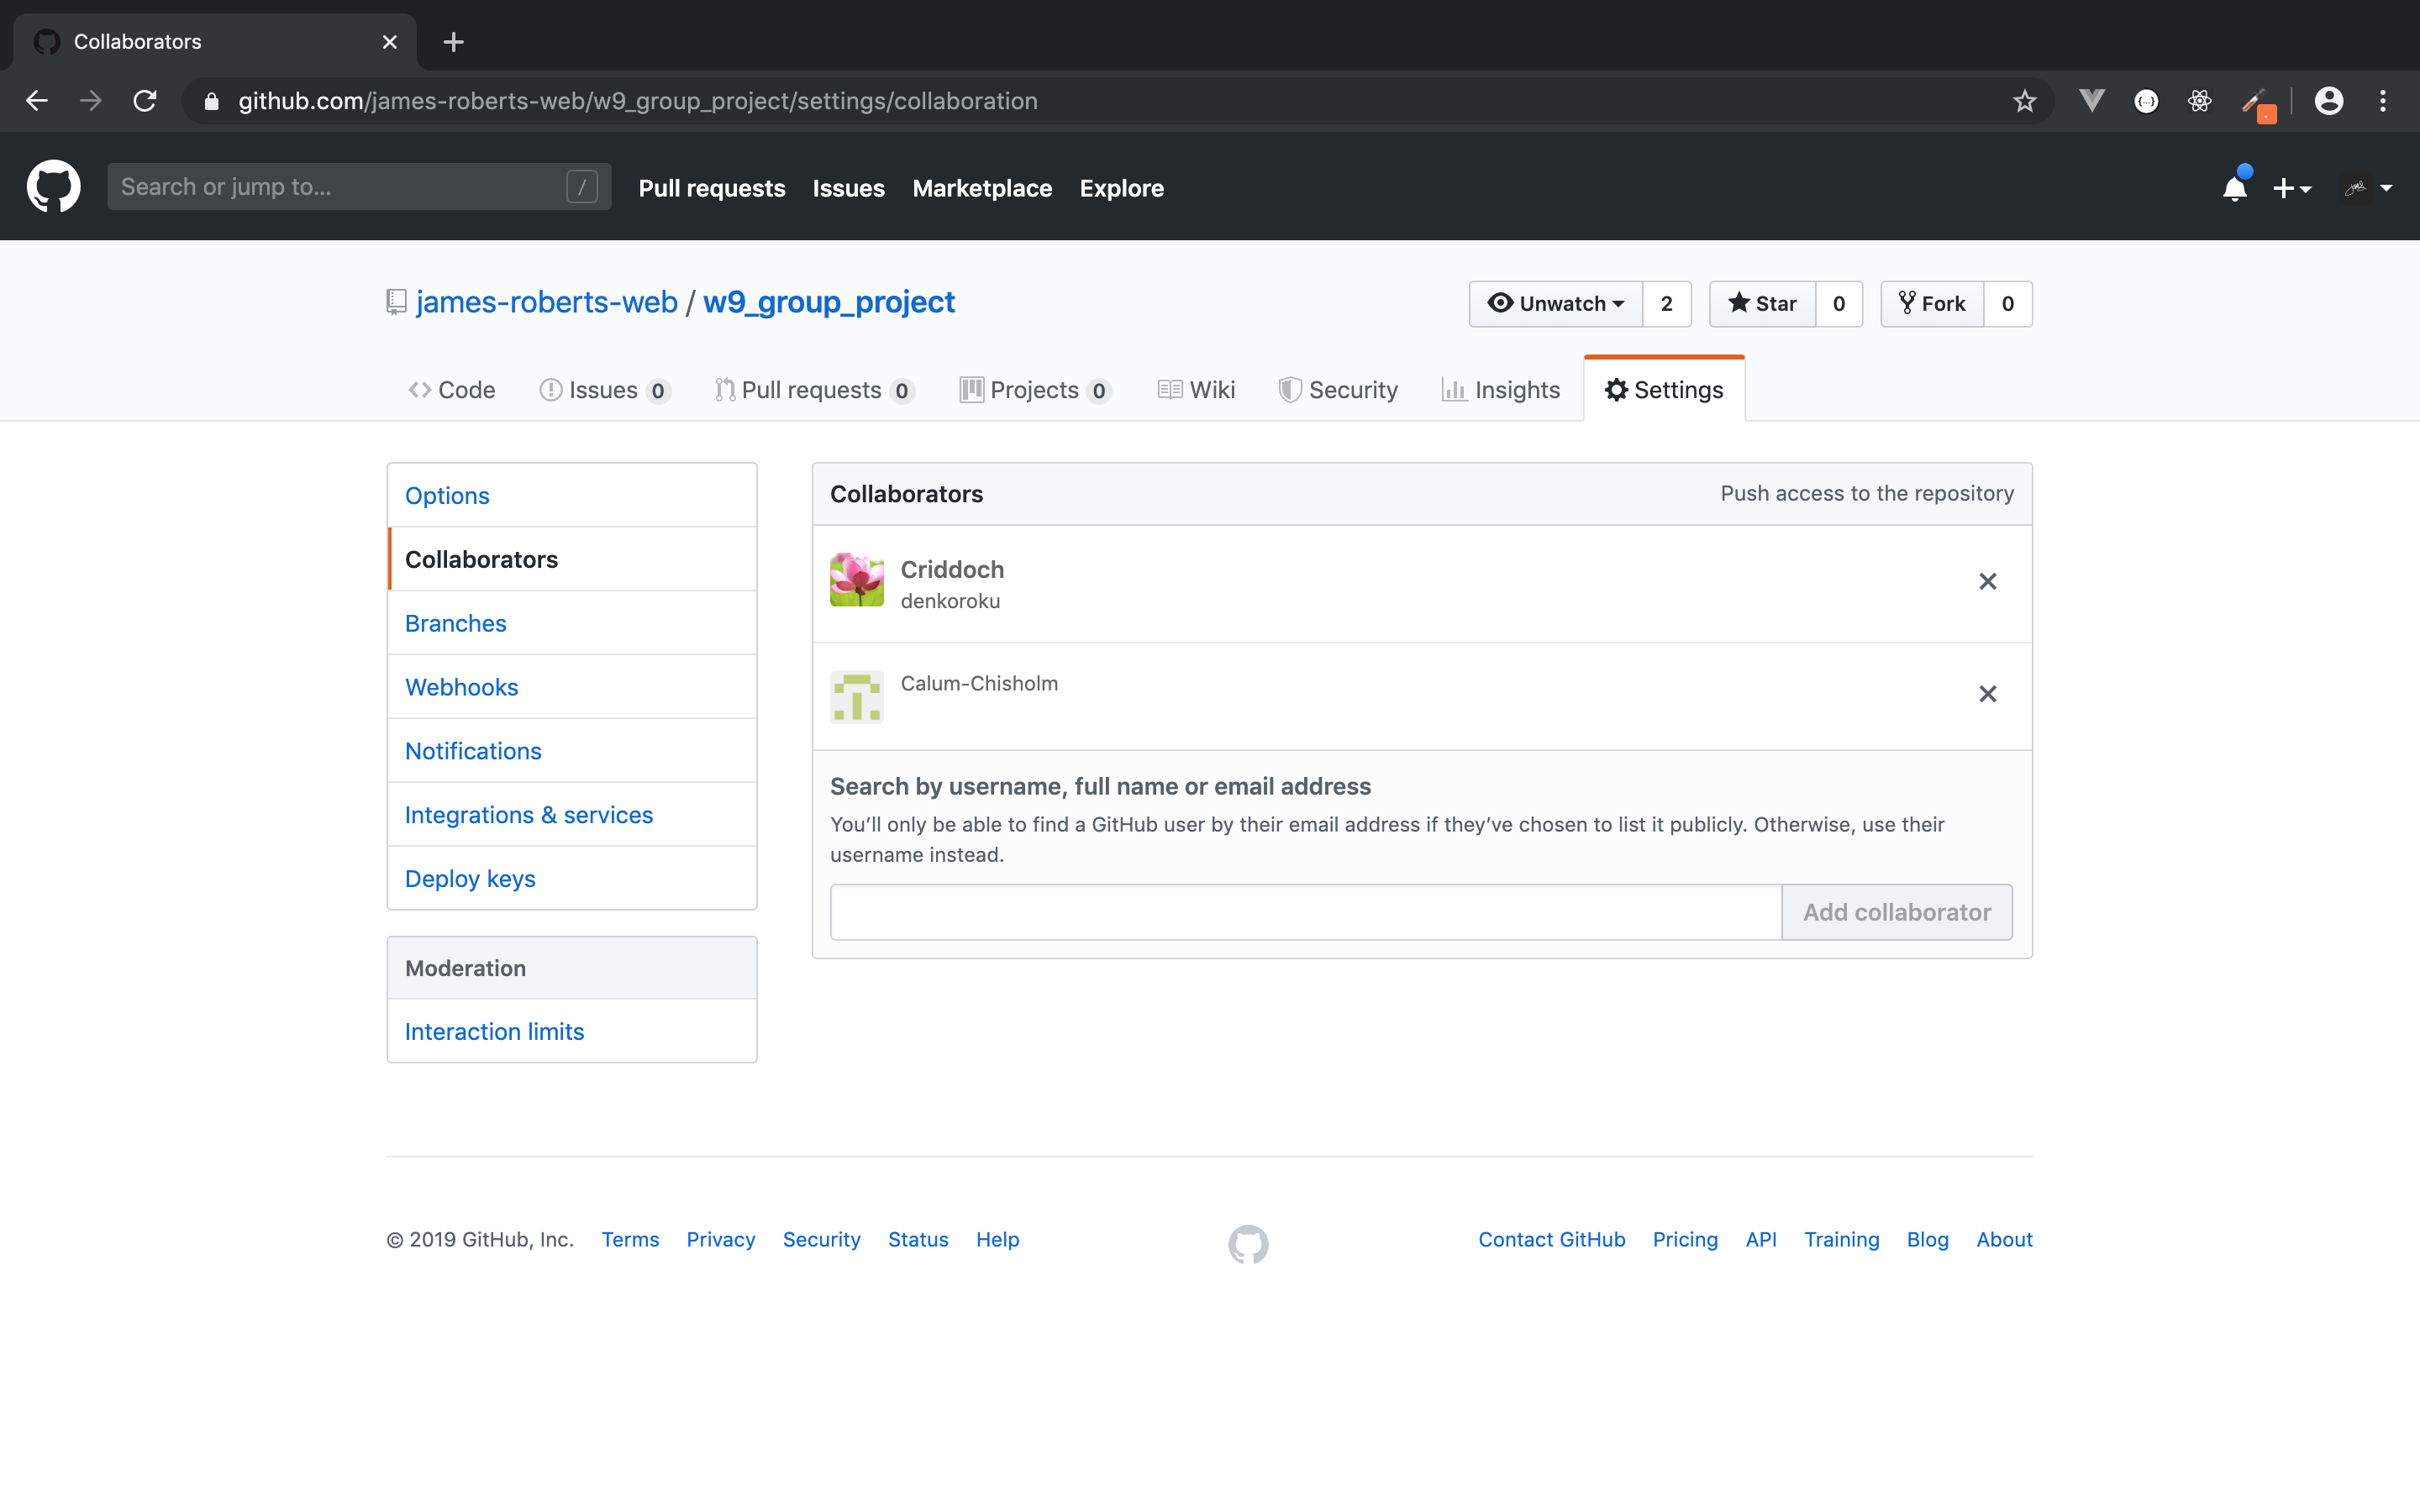 Collaborators
github.com/james-roberts-web/w9_group_project/settings/collaboration
Search or jump to...
/
Pull requests
Issues
Marketplace
Explore
james-roberts-web / w9_group_project
Unwatch 2
Star 0
Fork 0
Code
Issues 0
Pull requests 0
Projects 0
Wiki
Security
Insights
Settings
Options
Collaborators
Branches
Webhooks
Notifications
Integrations & services
Deploy keys
Moderation
Interaction limits
Collaborators
Push access to the repository
Criddoch
denkoroku
Calum-Chisholm
Search by username, full name or email address
You’ll only be able to find a GitHub user by their email address if they’ve chosen to list it publicly. Otherwise, use their
username instead.
Add collaborator
© 2019 GitHub, Inc.
Terms
Privacy
Security
Status
Help
Contact GitHub
Pricing
API
Training
Blog
About